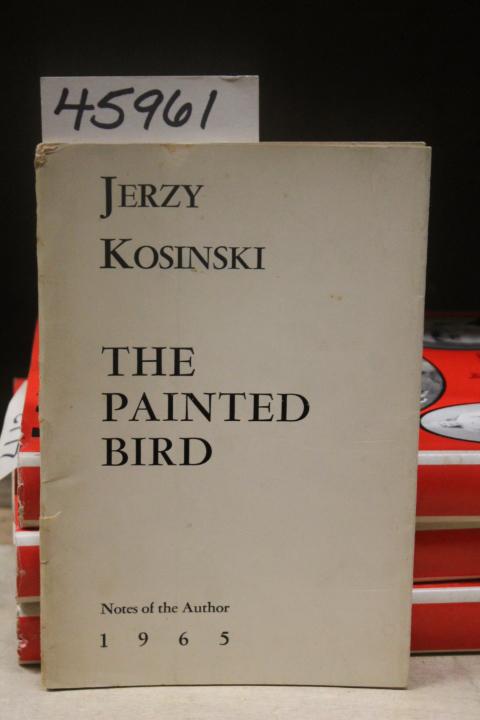 45961
JERZY
KOSINSKI
THE
PAINTED
BIRD
Notes of the Author
1 9 6 5